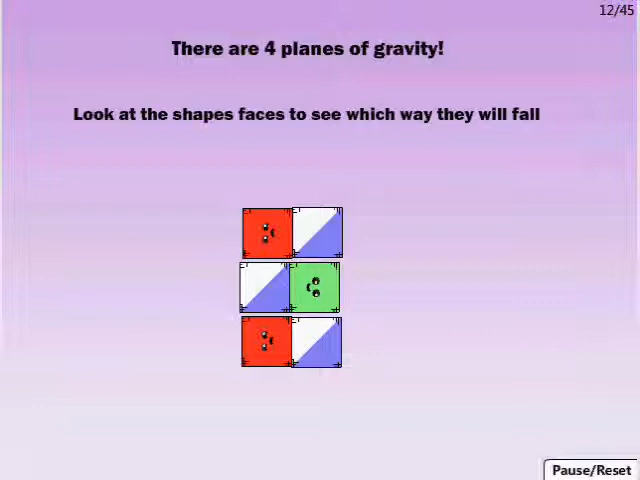 12/45
There are 4 planes of gravity!
Look at the shapes faces to see which way they will fall
Pause/Reset